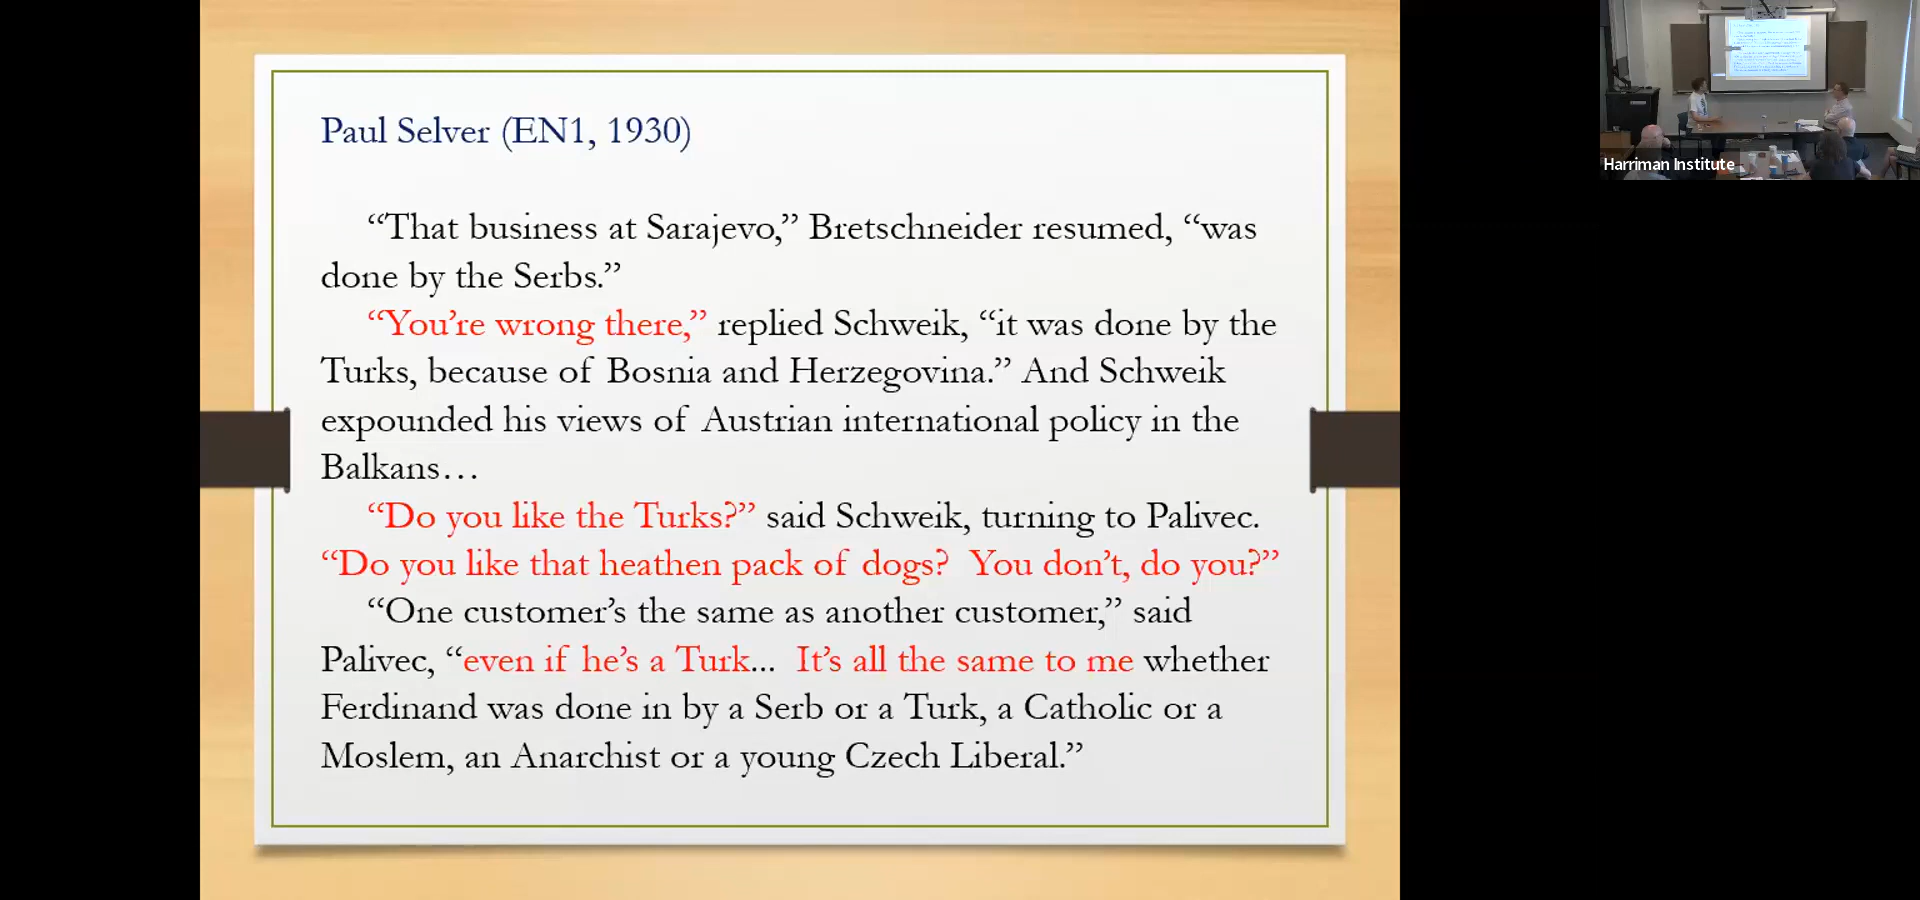 Paul Selver (EN1, 1930)
“That business at Sarajevo,” Bretschneider resumed, “was
done by the Serbs.”
“You’re wrong there,” replied Schweik, “it was done by the
Turks, because of Bosnia and Herzegovina.” And Schweik
expounded his views of Austrian international policy in the
Balkans…
“Do you like the Turks?” said Schweik, turning to Palivec.
“Do you like that heathen pack of dogs?  You don’t, do you?”
“One customer’s the same as another customer,” said
Palivec, “even if he’s a Turk...  It’s all the same to me whether
Ferdinand was done in by a Serb or a Turk, a Catholic or a
Moslem, an Anarchist or a young Czech Liberal.”
Harriman Institute